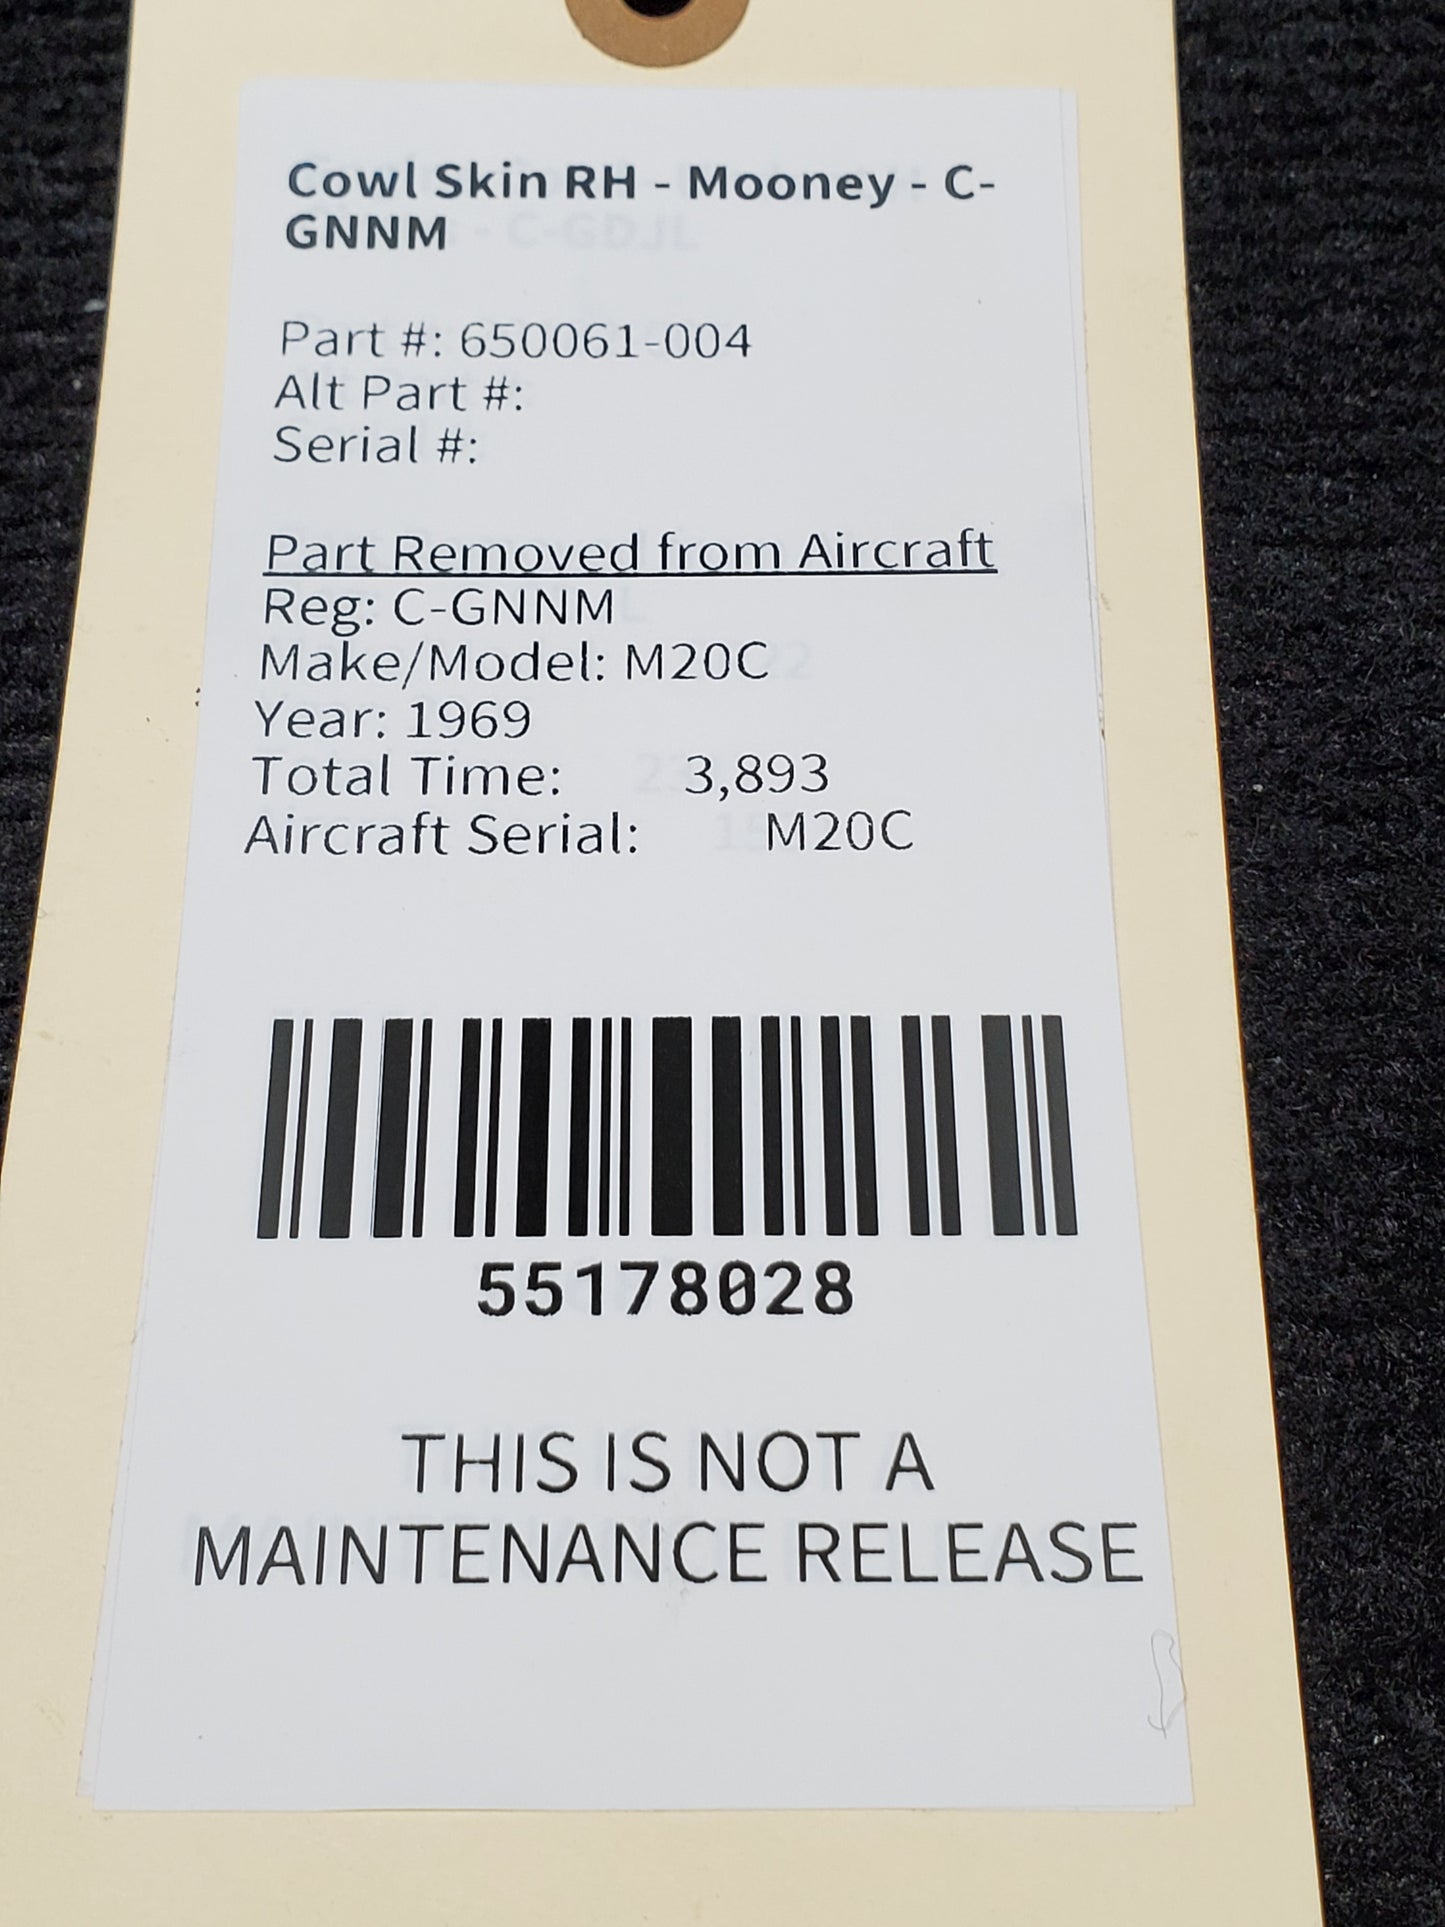 Cowl Skin RH - Mooney - C-
GNNM
Part #: 650061-004
Alt Part #:
Serial #:
Part Removed from Aircraft
Reg: C-GNNM
Make/Model: M20C
Year: 1969
Total Time: 3,893
Aircraft Serial: M20C
55178028
THIS IS NOT A
MAINTENANCE RELEASE